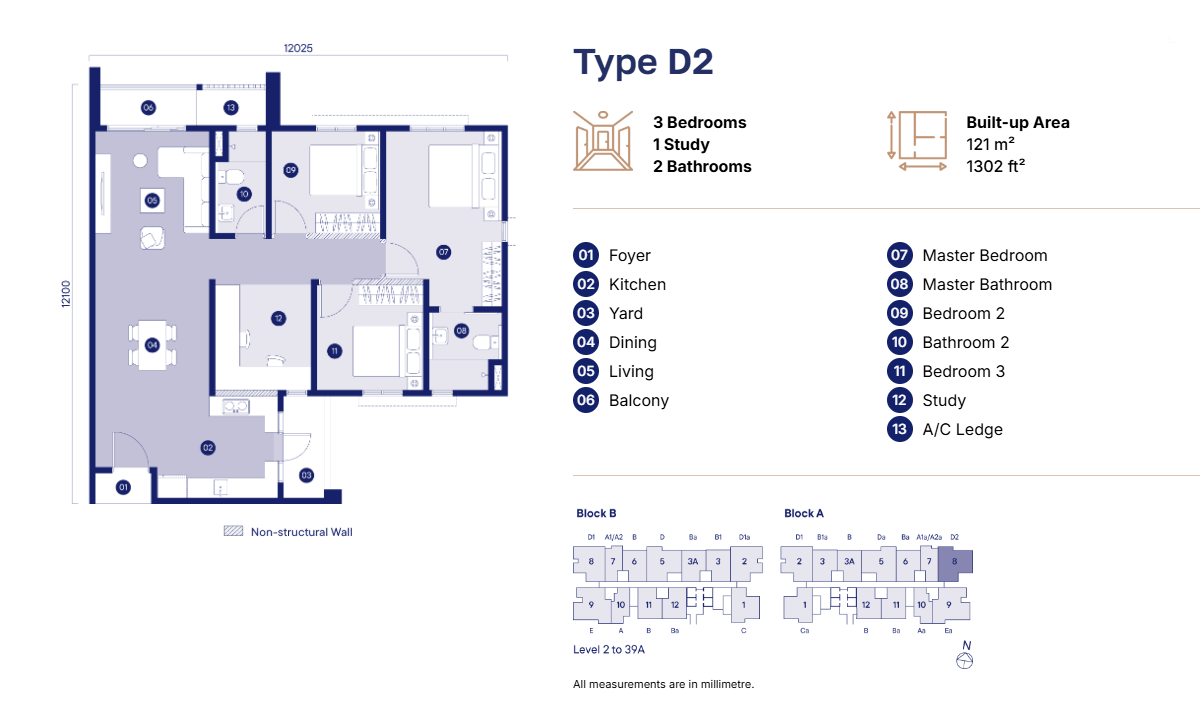 12025
12100
06
13
09
05
10
07
12
04
11
08
02
03
01
Non-structural Wall
Type D2
3 Bedrooms
1 Study
2 Bathrooms
Built-up Area
121 m²
1302 ft²
01 Foyer
02 Kitchen
03 Yard
04 Dining
05 Living
06 Balcony
07 Master Bedroom
08 Master Bathroom
09 Bedroom 2
10 Bathroom 2
11 Bedroom 3
12 Study
13 A/C Ledge
Block B
D1 A1/A2 B D Ba B1 D1a
8 7 6 5 3A 3 2
9 10 11 12 1
E A B Ba C
Block A
D1 B1a B Da Ba A1a/A2a D2
2 3 3A 5 6 7 8
1 12 11 10 9
Ca B Ba Aa Ea
Level 2 to 39A
N
All measurements are in millimetre.